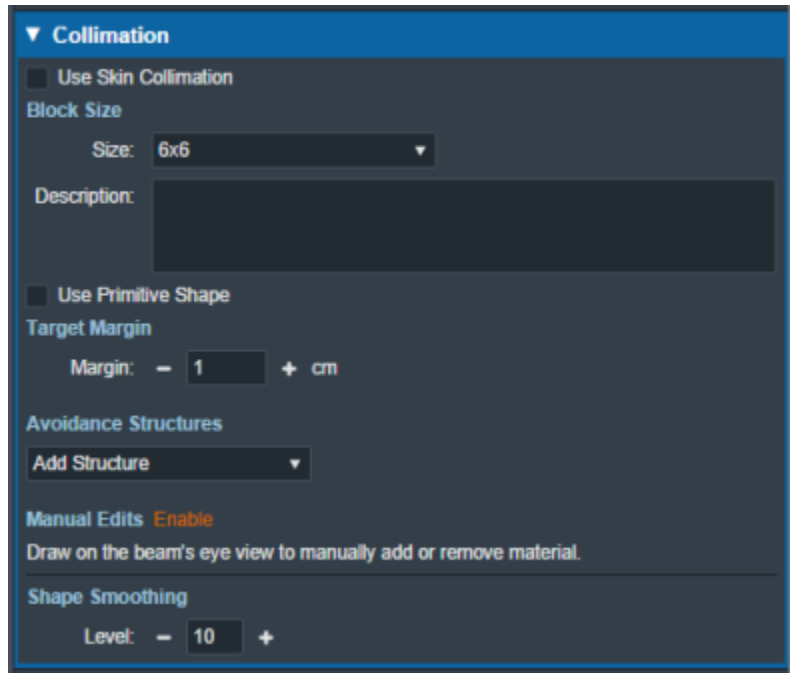 ▼ Collimation
Use Skin Collimation
Block Size
Size: 6x6
Description:
Use Primitive Shape
Target Margin
Margin: − 1 + cm
Avoidance Structures
Add Structure
Manual Edits Enable
Draw on the beam's eye view to manually add or remove material.
Shape Smoothing
Level: − 10 +